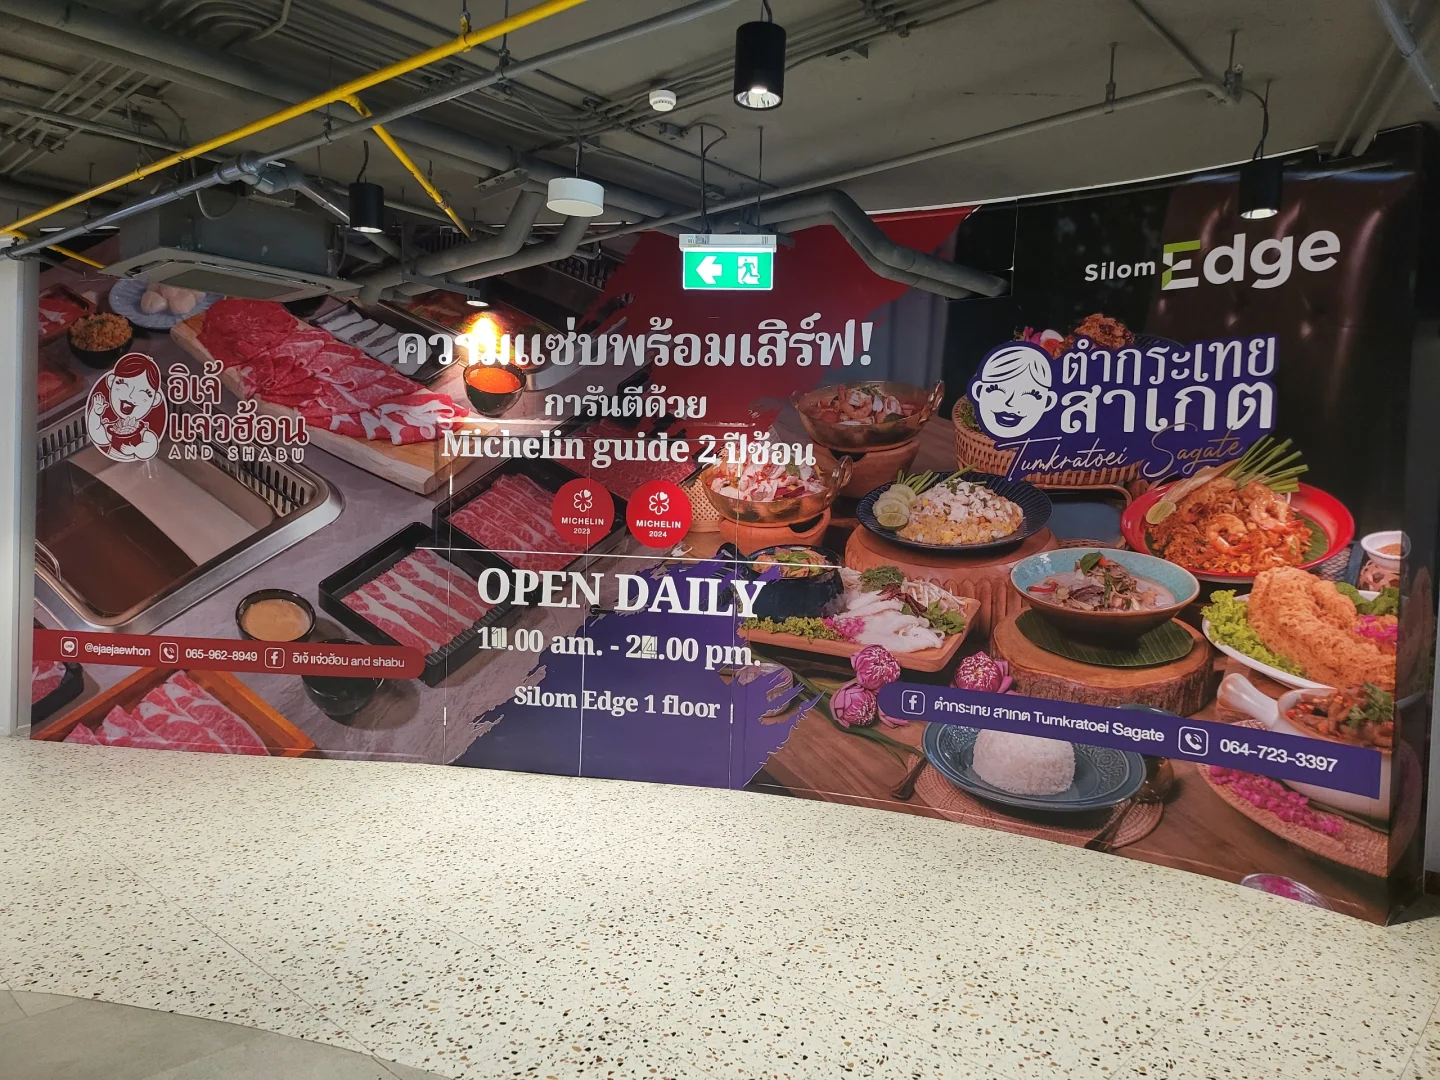 Silom Edge
ความแซ่บพร้อมเสิร์ฟ!
การันตีด้วย
Michelin guide 2 ปีซ้อน
MICHELIN
2023
MICHELIN
2024
OPEN DAILY
11.00 am. - 24.00 pm.
Silom Edge 1 floor
อิเจ้
แจ่วฮ้อน
AND SHABU
@ejaejaewhon
065-962-8949
อิเจ้ แจ่วฮ้อน and shabu
ตำกระเทย
สาเกต
Tumkratoei Sagate
ตำกระเทย สาเกต Tumkratoei Sagate
064-723-3397